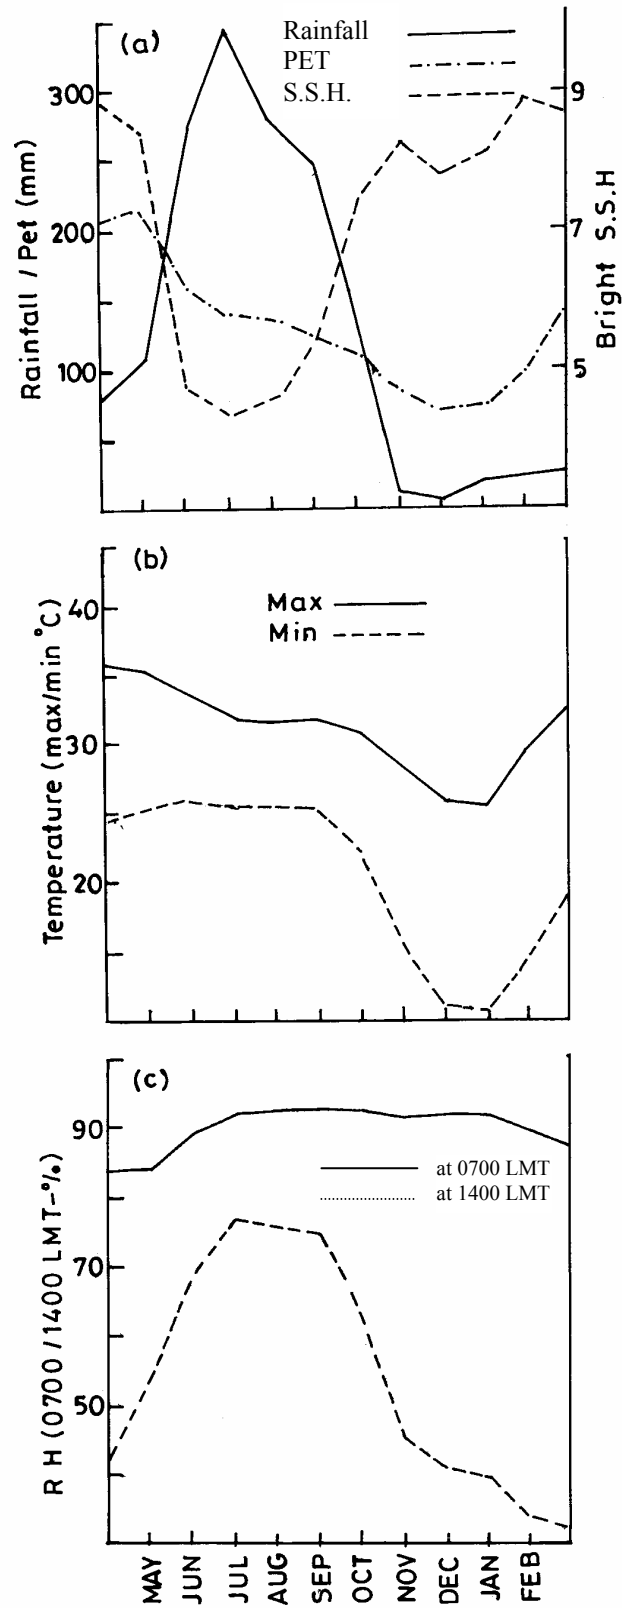 (a)
Rainfall
PET
S.S.H.
300
200
100
Rainfall / Pet (mm)
9
7
5
Bright S.S.H
(b)
Max
Min
40
30
20
Temperature (max/min °C)
(c)
at 0700 LMT
at 1400 LMT
90
70
50
R H (0700 / 1400 LMT-%)
MAY JUN JUL AUG SEP OCT NOV DEC JAN FEB